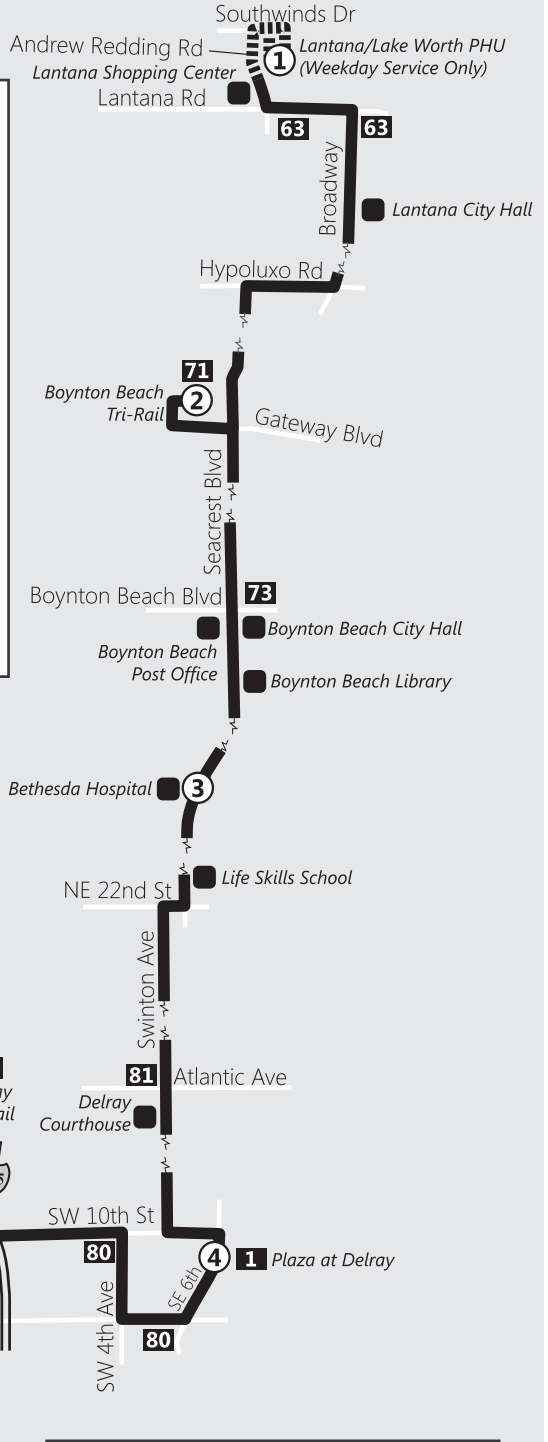 Southwinds Dr
Andrew Redding Rd
1
Lantana/Lake Worth PHU
(Weekday Service Only)
Lantana Shopping Center
Lantana Rd
63
63
Broadway
Lantana City Hall
Hypoluxo Rd
71
Boynton Beach
Tri-Rail
2
Gateway Blvd
Seacrest Blvd
Boynton Beach Blvd
73
Boynton Beach City Hall
Boynton Beach
Post Office
Boynton Beach Library
Bethesda Hospital
3
Life Skills School
NE 22nd St
Swinton Ave
81
Atlantic Ave
Delray
Courthouse
SW 10th St
80
4
1
Plaza at Delray
SE 6th
SW 4th Ave
80